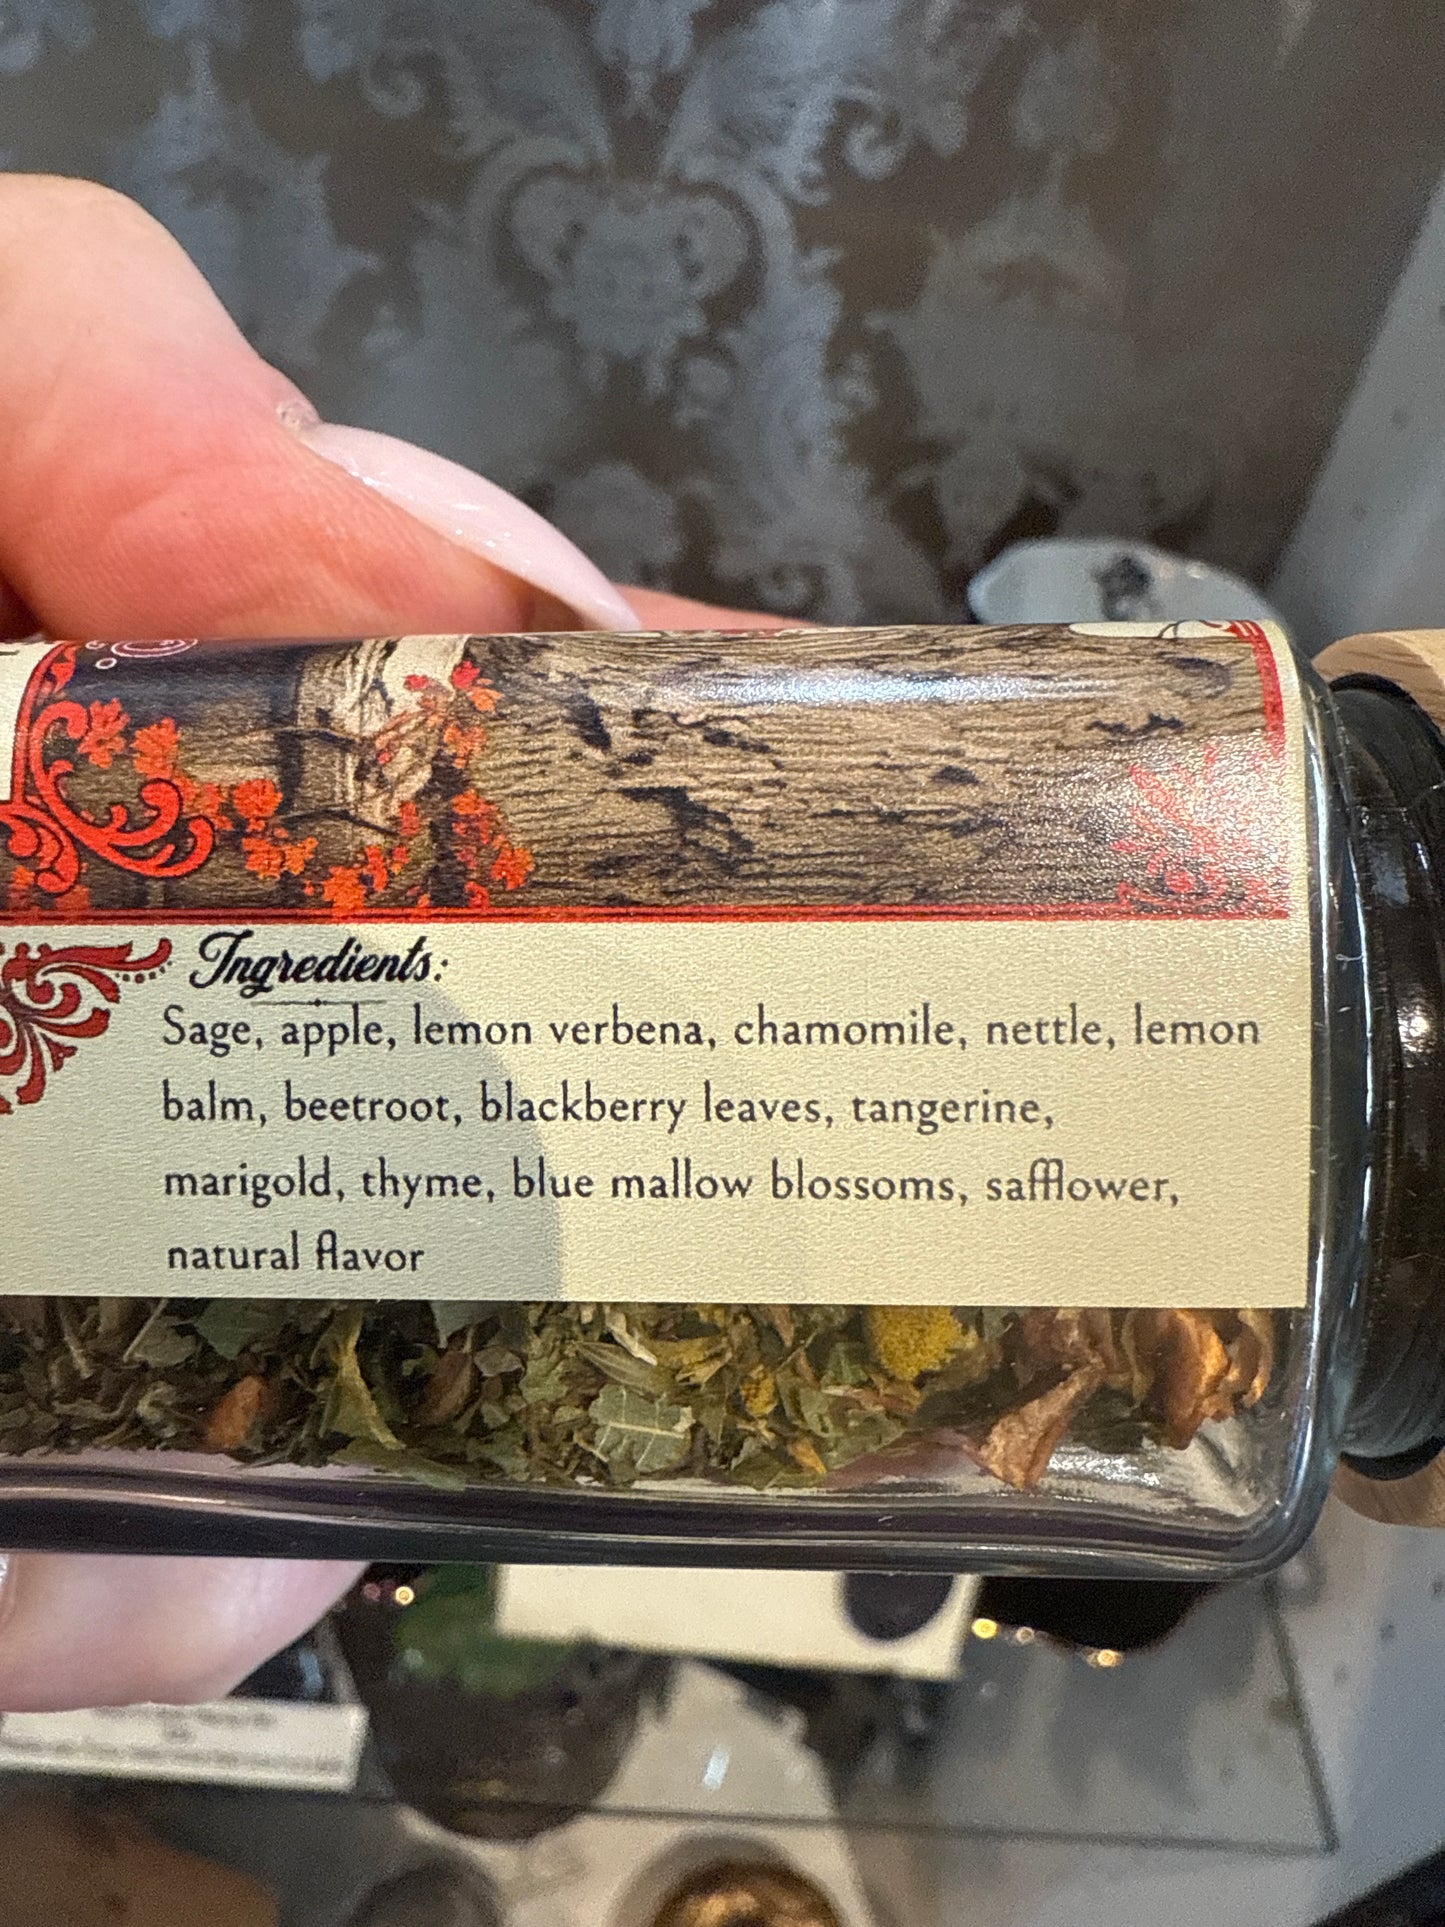 Ingredients:
Sage, apple, lemon verbena, chamomile, nettle, lemon
balm, beetroot, blackberry leaves, tangerine,
marigold, thyme, blue mallow blossoms, safflower,
natural flavor